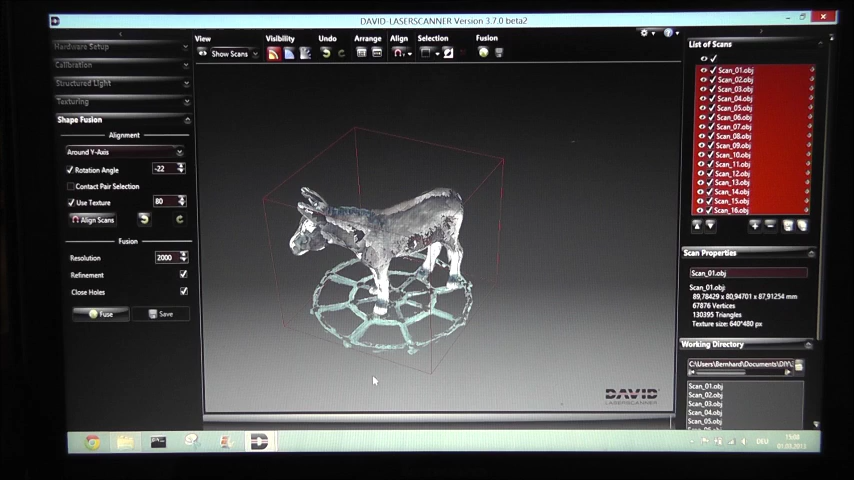 DAVID-LASERSCANNER Version 3.7.0 beta2
Hardware Setup
Calibration
Structured Light
Texturing
Shape Fusion
Alignment
Around Y-Axis
Rotation Angle -22
Contact Pair Selection
Use Texture 80
Align Scans
Fusion
Resolution 2000
Refinement
Close Holes
Fuse Save
View
Show Scans
Visibility
Undo
Arrange
Align
Selection
Fusion
DAVID
LASERSCANNER
List of Scans
Scan_01.obj
Scan_02.obj
Scan_03.obj
Scan_04.obj
Scan_05.obj
Scan_06.obj
Scan_07.obj
Scan_08.obj
Scan_09.obj
Scan_10.obj
Scan_11.obj
Scan_12.obj
Scan_13.obj
Scan_14.obj
Scan_15.obj
Scan_16.obj
Scan Properties
Scan_01.obj
Scan_01.obj:
89,78429 x 80,94701 x 87,91254 mm
67876 Vertices
130395 Triangles
Texture size: 640*480 px
Working Directory
C:\Users\Bernhard\Documents\DIY\
Scan_01.obj
Scan_02.obj
Scan_03.obj
Scan_04.obj
Scan_05.obj
DEU
15:08
01.09.2013